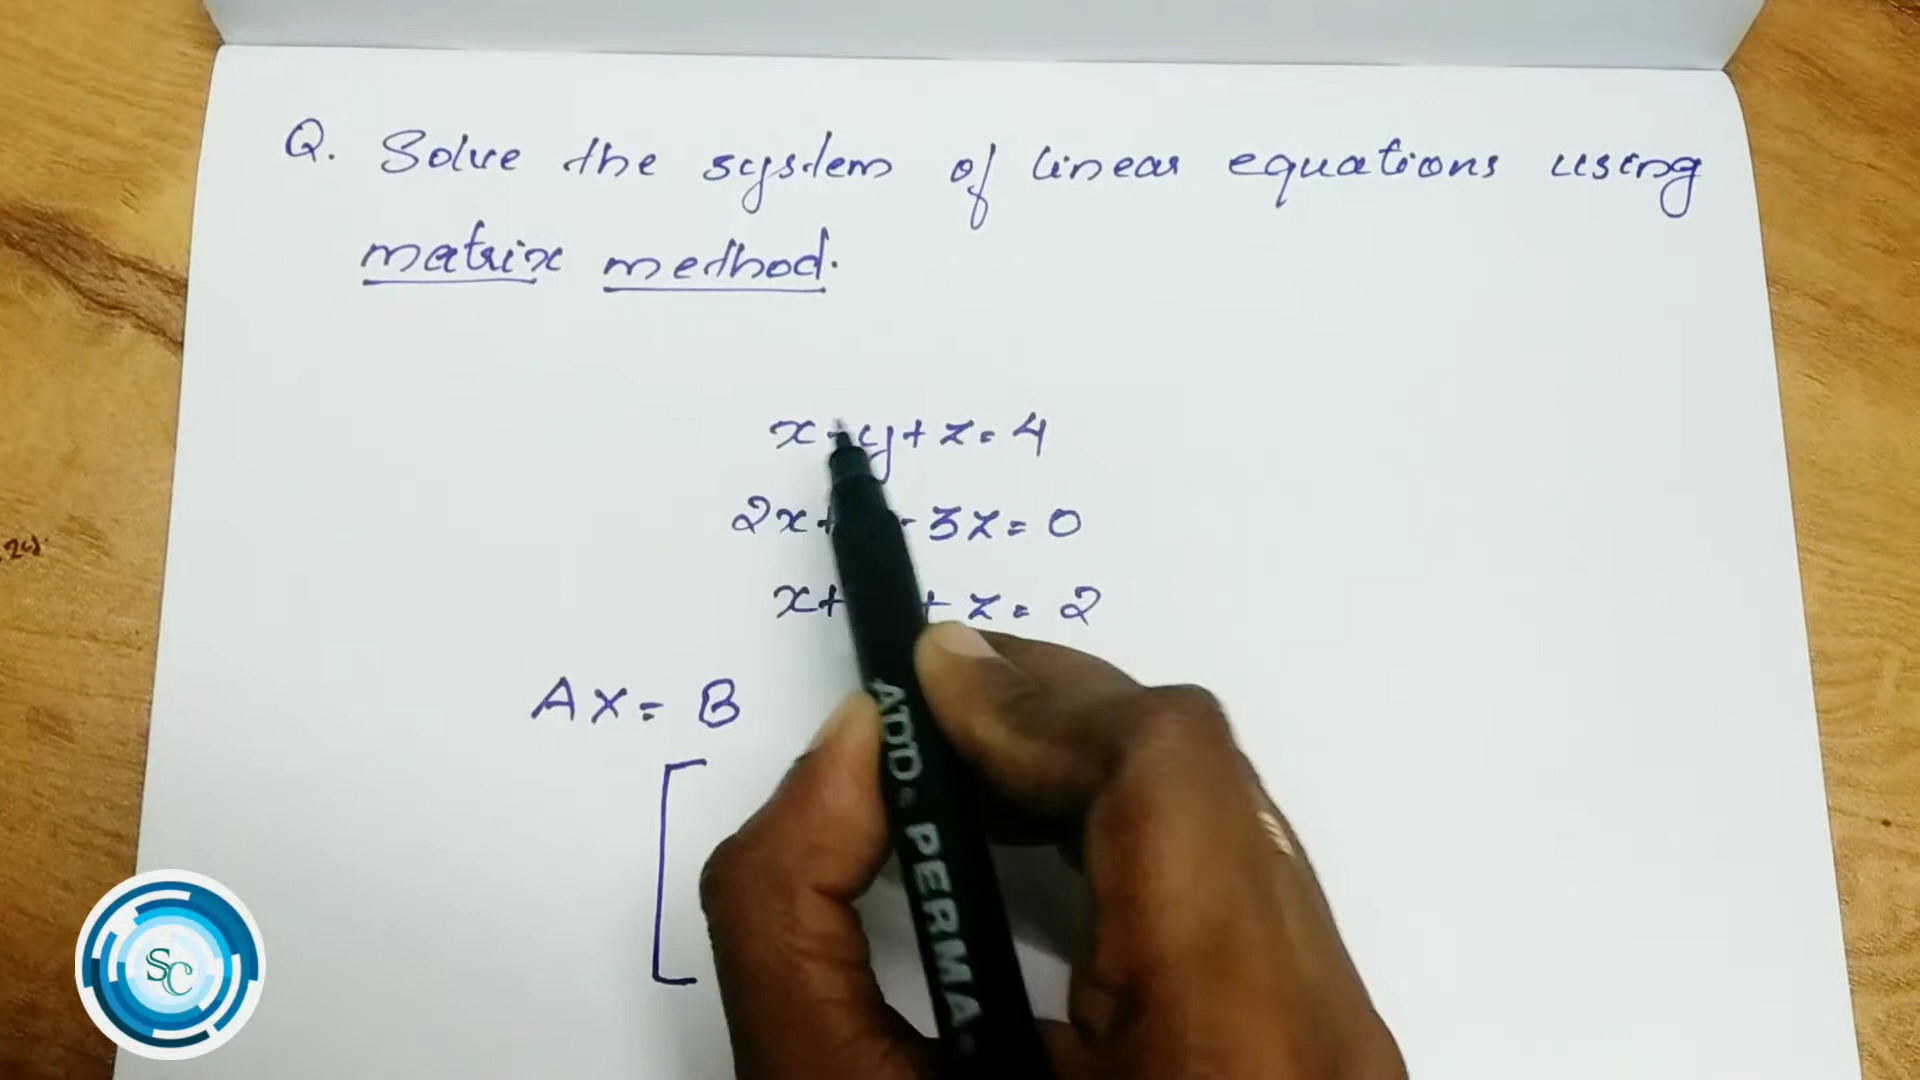 Q. Solve the system of linear equations using
matrix method.
x-y+z=4
2x+ -3z=0
x+ +z=2
AX=B
[
ADD PERMA
SC